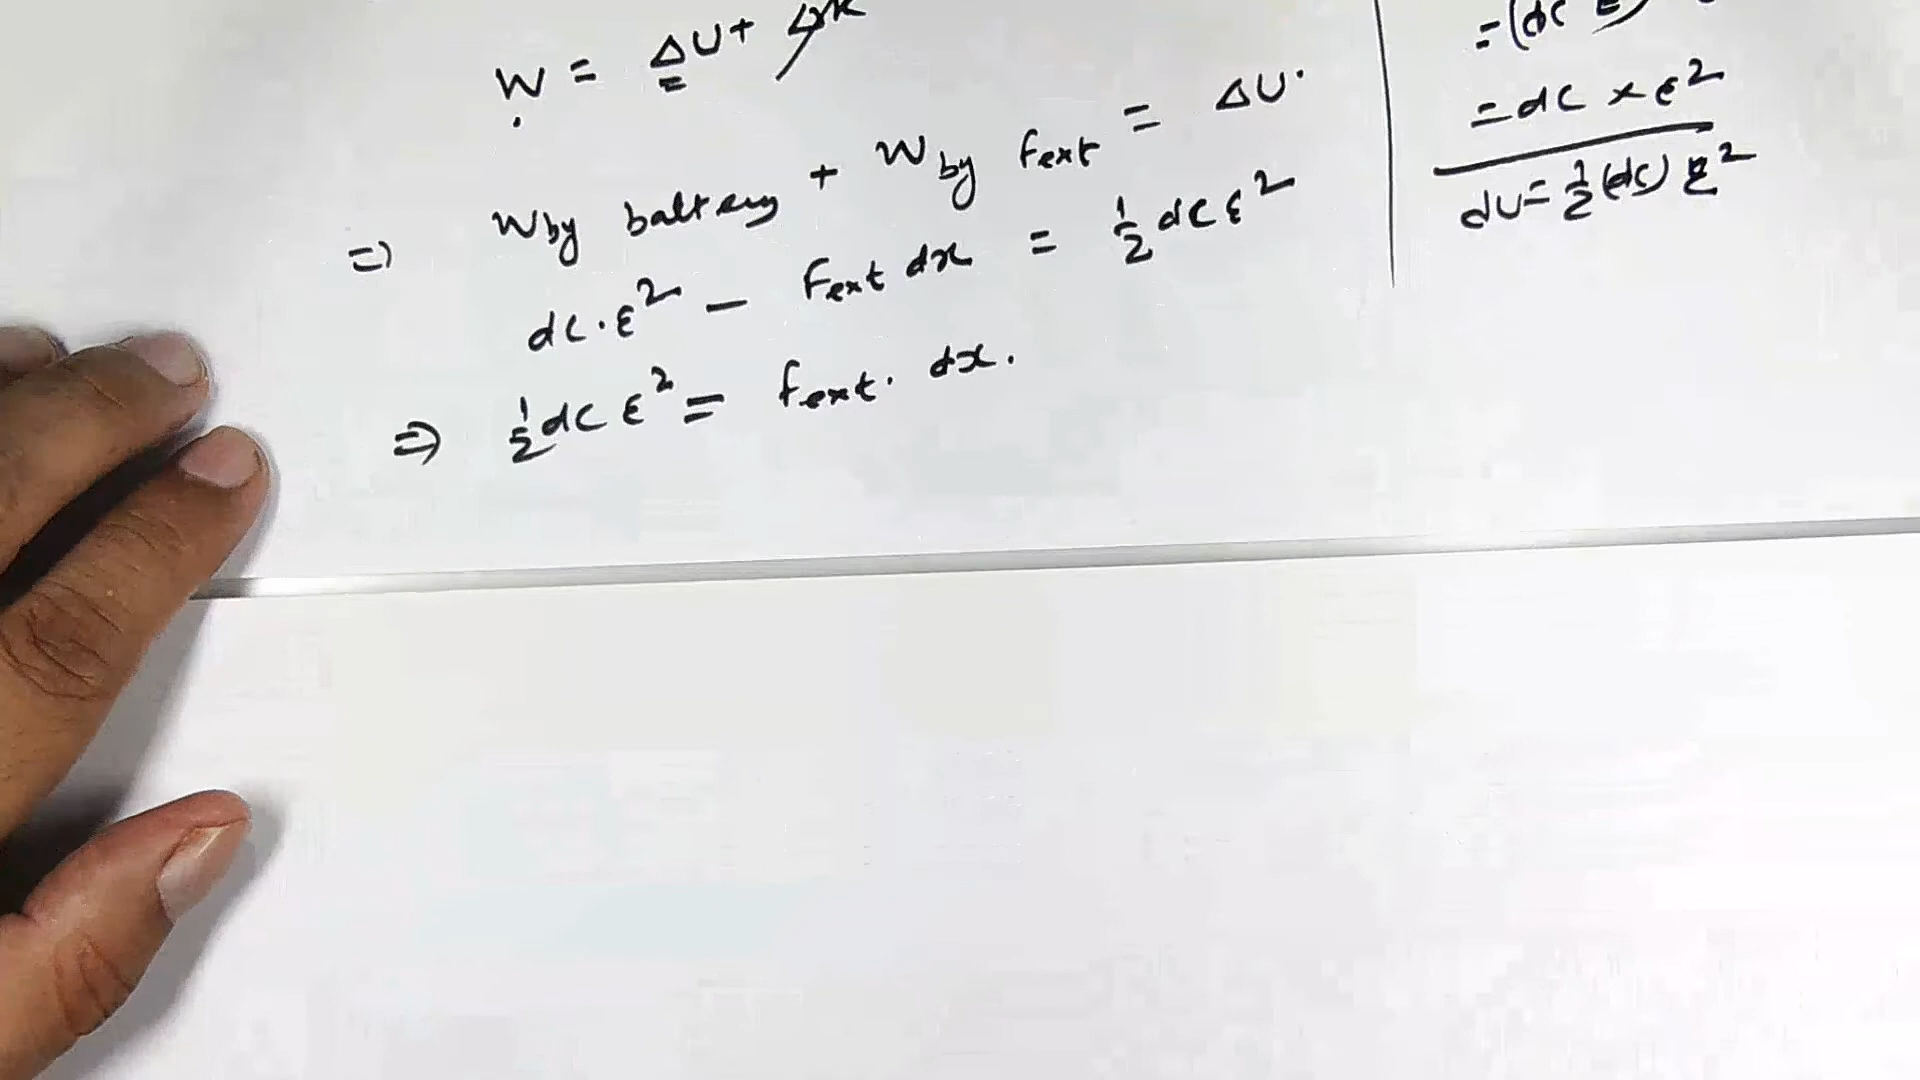 W = ΔU + ΔK
⇒ W by battery + W by Fext = ΔU.
dC.ε² − Fext dx = ½ dC ε²
⇒ ½ dC ε² = fext. dx.
= (dC ε)
= dC × ε²
dU = ½ (dC) ε²